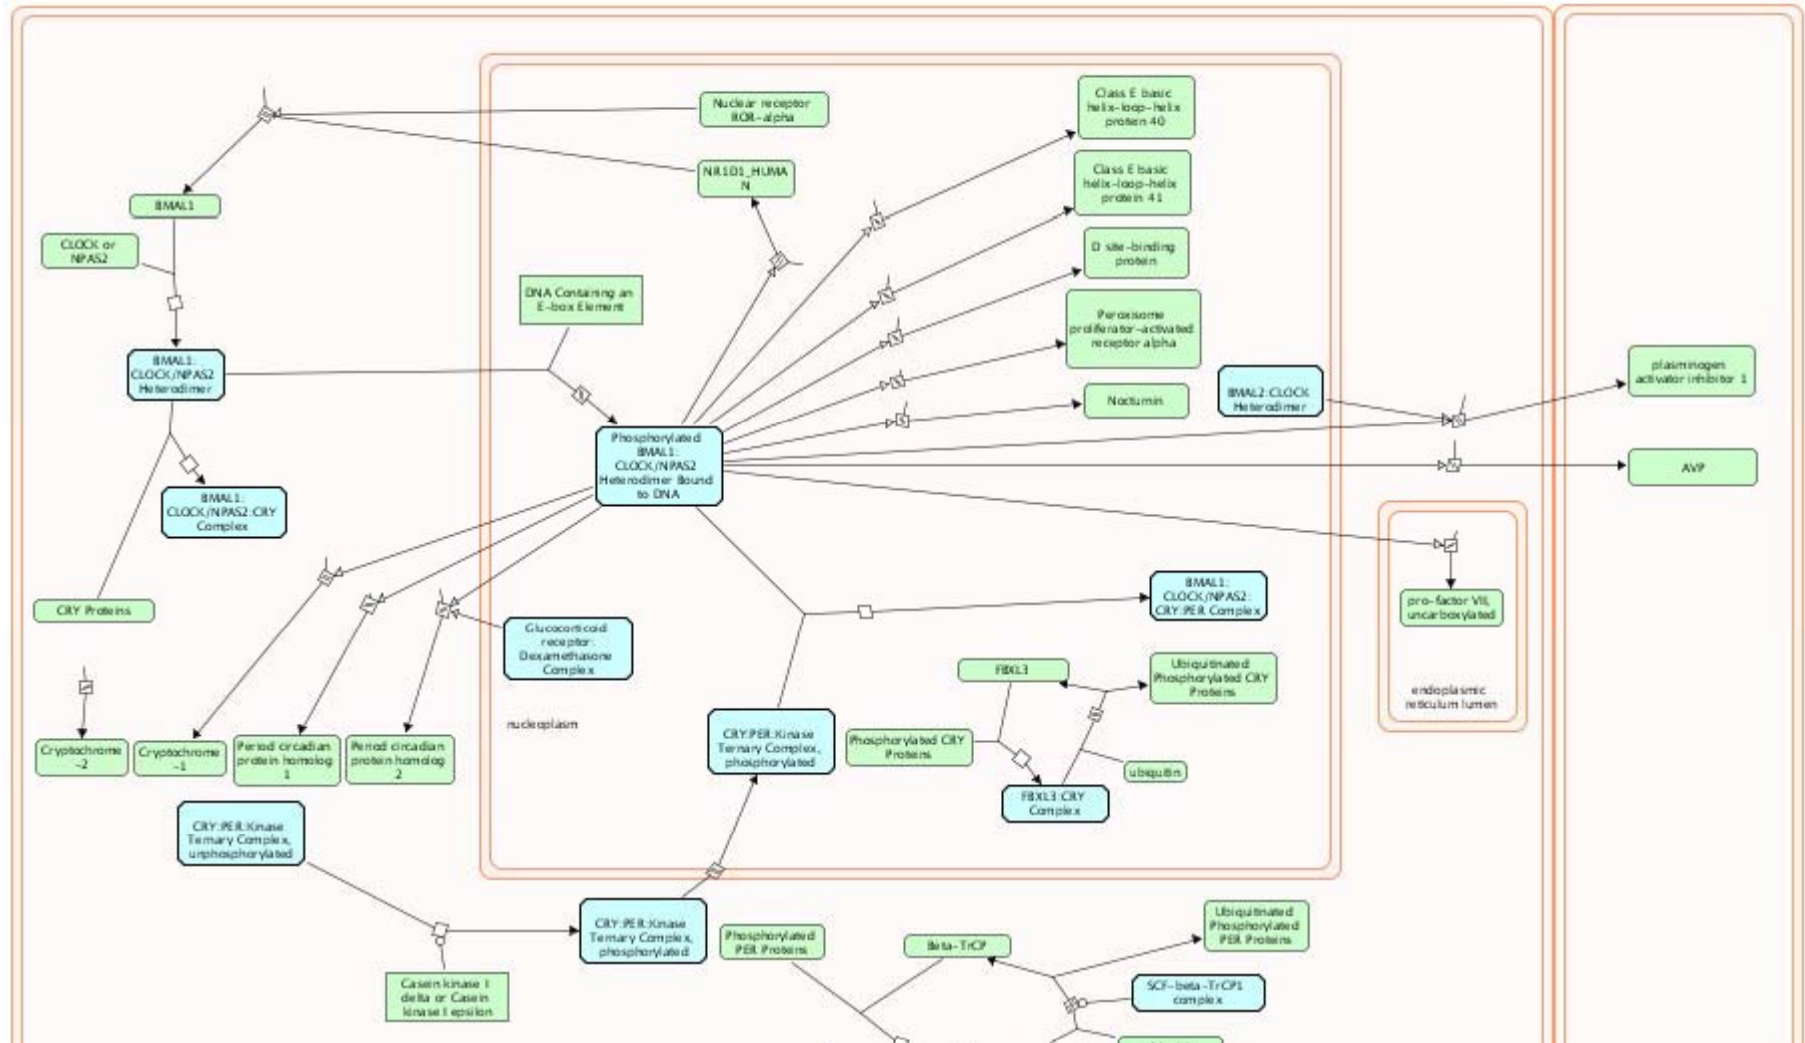 Nuclear receptor
ROR-alpha
Class E basic
helix-loop-helix
protein 40
NR1D1_HUMA
N
Class E basic
helix-loop-helix
protein 41
BMAL1
CLOCK or
NPAS2
D site-binding
protein
DNA Containing an
E-box Element
Peroxisome
proliferator-activated
receptor alpha
BMAL1:
CLOCK/NPAS2
Heterodimer
Nocturnin
BMAL2:CLOCK
Heterodimer
plasminogen
activator inhibitor 1
Phosphorylated
BMAL1:
CLOCK/NPAS2
Heterodimer Bound
to DNA
AVP
BMAL1:
CLOCK/NPAS2:CRY
Complex
CRY Proteins
BMAL1:
CLOCK/NPAS2:
CRY:PER Complex
pro-factor VII,
uncarboxylated
Glucocorticoid
receptor:
Dexamethasone
Complex
FBXL3
Ubiquitinated
Phosphorylated CRY
Proteins
endoplasmic
reticulum lumen
nucleoplasm
Cryptochrome
-2
Cryptochrome
-1
Period circadian
protein homolog
1
Period circadian
protein homolog
2
CRY:PER:Kinase
Ternary Complex,
phosphorylated
Phosphorylated CRY
Proteins
ubiquitin
FBXL3:CRY
Complex
CRY:PER:Kinase
Ternary Complex,
unphosphorylated
CRY:PER:Kinase
Ternary Complex,
phosphorylated
Phosphorylated
PER Proteins
Beta-TrCP
Ubiquitinated
Phosphorylated
PER Proteins
Casein kinase I
delta or Casein
kinase I epsilon
SCF-beta-TrCP1
complex